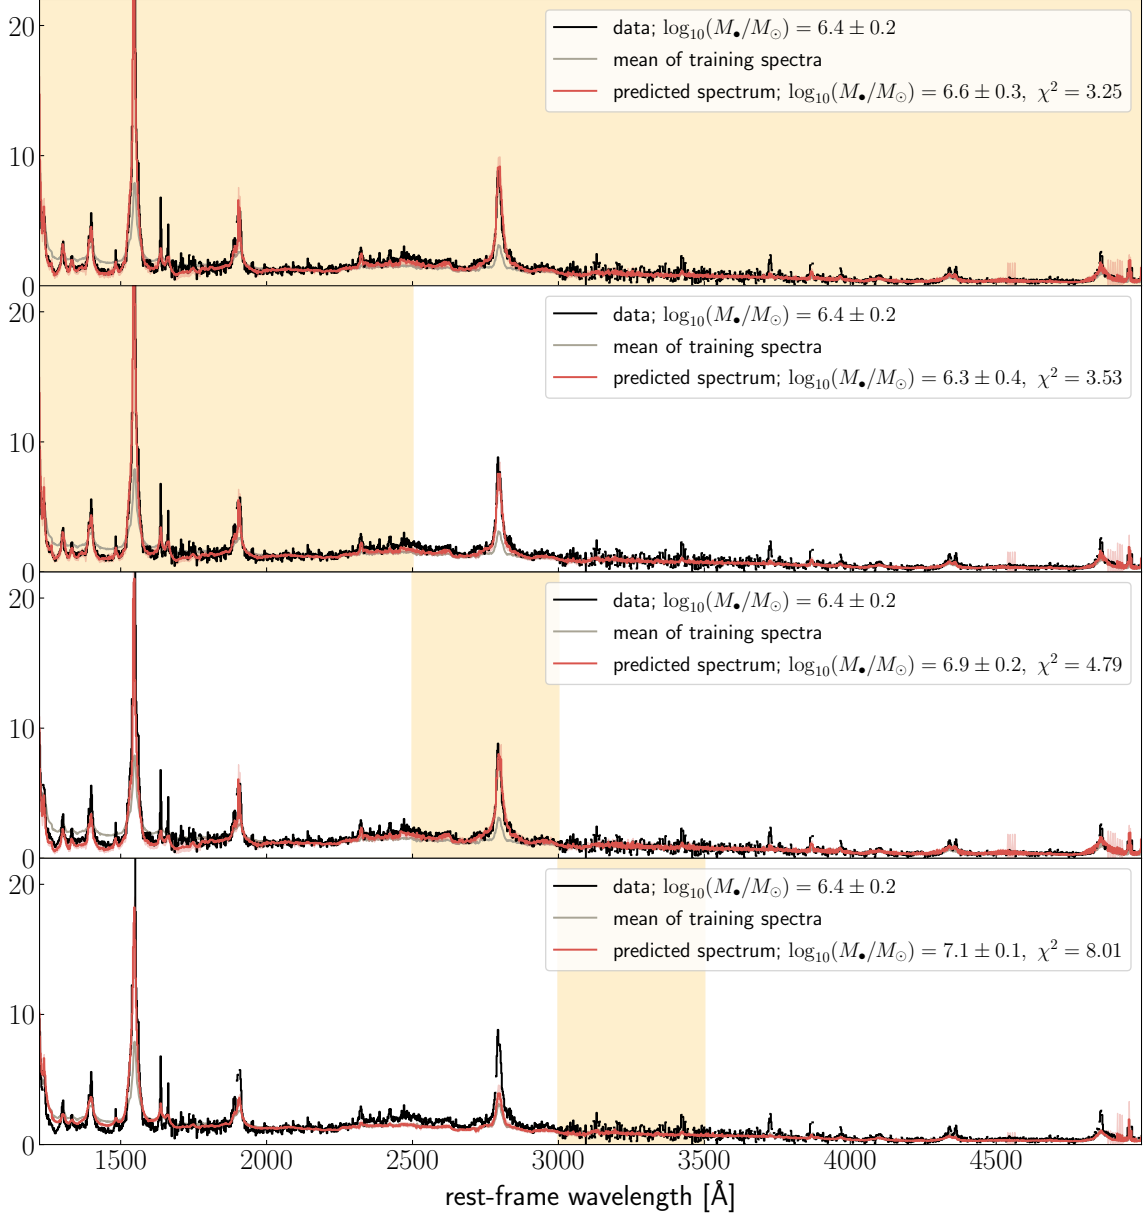 20
10
0
data; log₁₀(M•/M⊙) = 6.4 ± 0.2
mean of training spectra
predicted spectrum; log₁₀(M•/M⊙) = 6.6 ± 0.3, χ² = 3.25
20
10
0
data; log₁₀(M•/M⊙) = 6.4 ± 0.2
mean of training spectra
predicted spectrum; log₁₀(M•/M⊙) = 6.3 ± 0.4, χ² = 3.53
20
10
0
data; log₁₀(M•/M⊙) = 6.4 ± 0.2
mean of training spectra
predicted spectrum; log₁₀(M•/M⊙) = 6.9 ± 0.2, χ² = 4.79
20
10
0
data; log₁₀(M•/M⊙) = 6.4 ± 0.2
mean of training spectra
predicted spectrum; log₁₀(M•/M⊙) = 7.1 ± 0.1, χ² = 8.01
1500 2000 2500 3000 3500 4000 4500
rest-frame wavelength [Å]